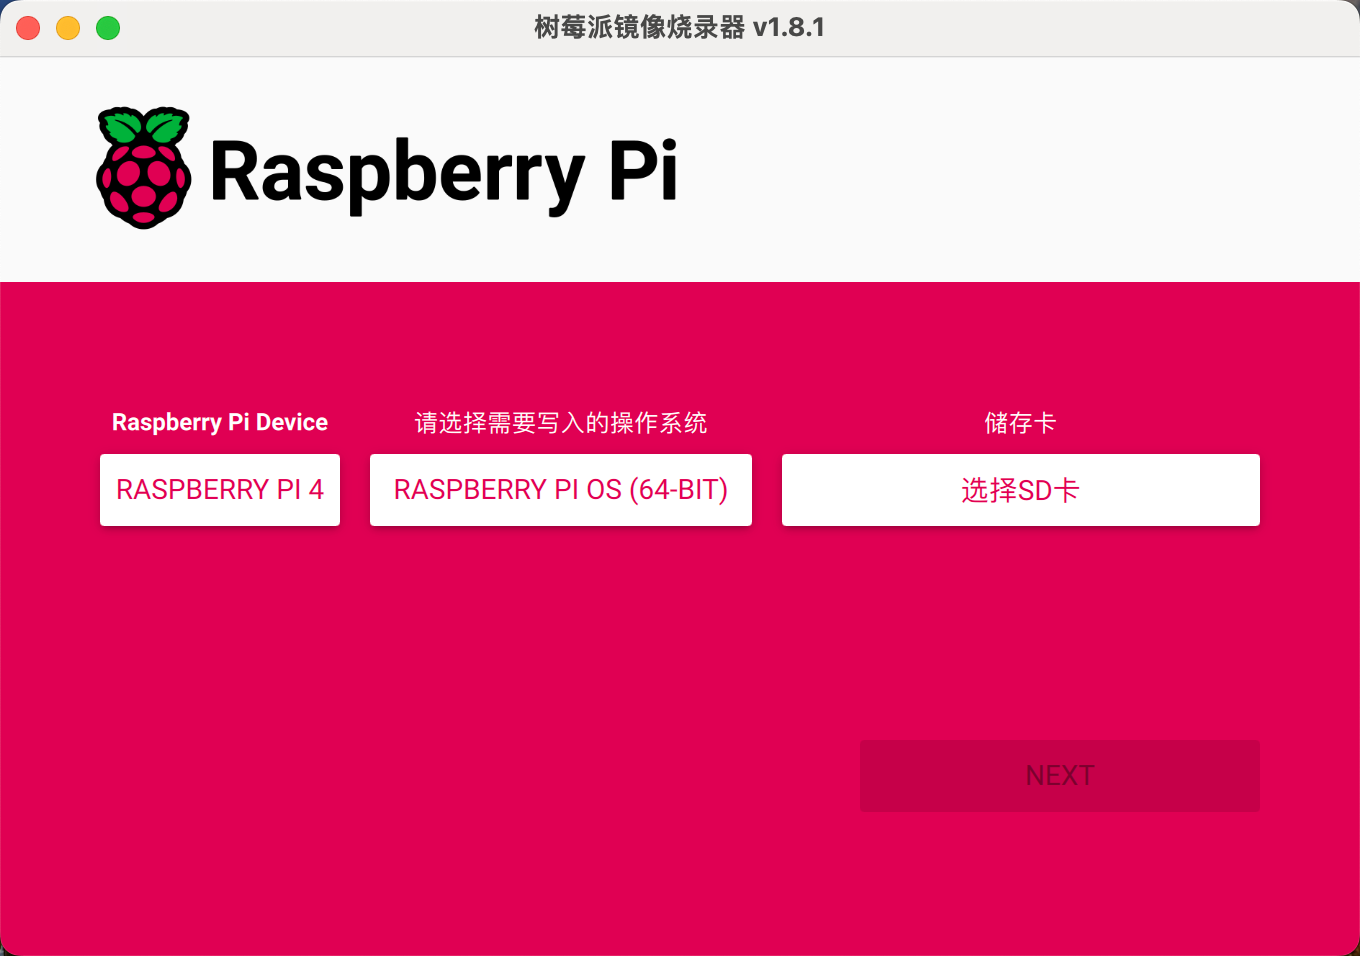 树莓派镜像烧录器 v1.8.1
Raspberry Pi
Raspberry Pi Device
请选择需要写入的操作系统
储存卡
RASPBERRY PI 4
RASPBERRY PI OS (64-BIT)
选择SD卡
NEXT